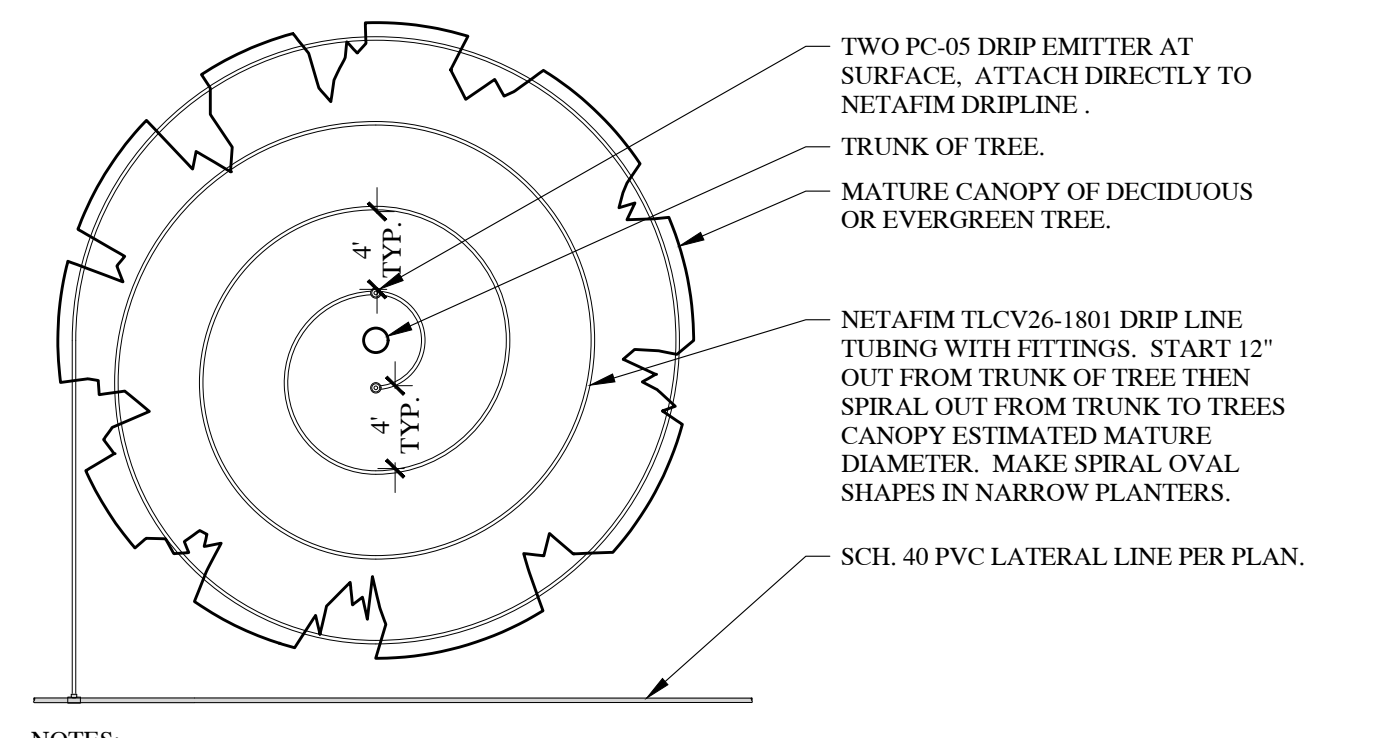 TWO PC-05 DRIP EMITTER AT
SURFACE, ATTACH DIRECTLY TO
NETAFIM DRIPLINE .
TRUNK OF TREE.
MATURE CANOPY OF DECIDUOUS
OR EVERGREEN TREE.
4'
TYP.
4'
TYP.
NETAFIM TLCV26-1801 DRIP LINE
TUBING WITH FITTINGS. START 12"
OUT FROM TRUNK OF TREE THEN
SPIRAL OUT FROM TRUNK TO TREES
CANOPY ESTIMATED MATURE
DIAMETER. MAKE SPIRAL OVAL
SHAPES IN NARROW PLANTERS.
SCH. 40 PVC LATERAL LINE PER PLAN.
NOTES: